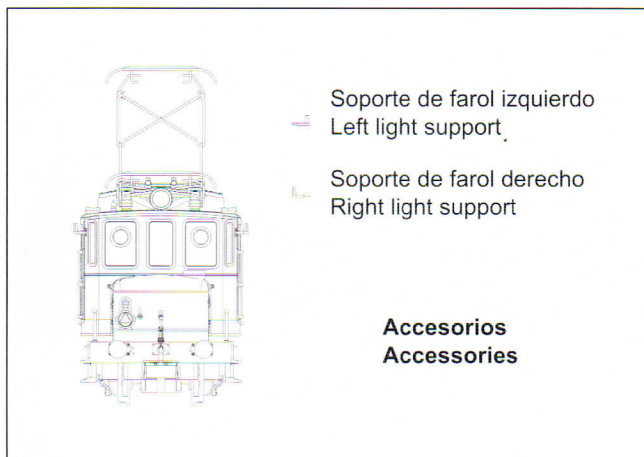 Soporte de farol izquierdo
Left light support
Soporte de farol derecho
Right light support
Accesorios
Accessories